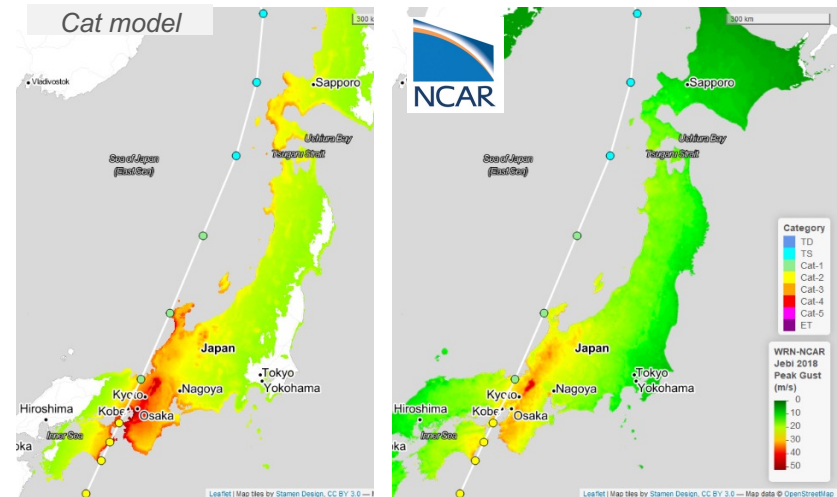 Cat model
300 k
Vladivostok
Sapporo
Uchiura Bay
Tsugaru Strait
Sea of Japan
(East Sea)
Japan
Tokyo
Yokohama
Kyoto
Nagoya
Kobe
Osaka
Hiroshima
Inner Sea
oka
Leaflet | Map tiles by Stamen Design, CC BY 3.0 — M
NCAR
300 km
Sapporo
Uchiura Bay
Tsugaru Strait
Sea of Japan
(East Sea)
Japan
Tokyo
Yokohama
Kyoto
Nagoya
Kobe
Osaka
Hiroshima
Inner Sea
oka
Category
TD
TS
Cat-1
Cat-2
Cat-3
Cat-4
Cat-5
ET
WRN-NCAR
Jebi 2018
Peak Gust
(m/s)
0
10
20
30
40
50
Leaflet | Map tiles by Stamen Design, CC BY 3.0 — Map data © OpenStreetMap